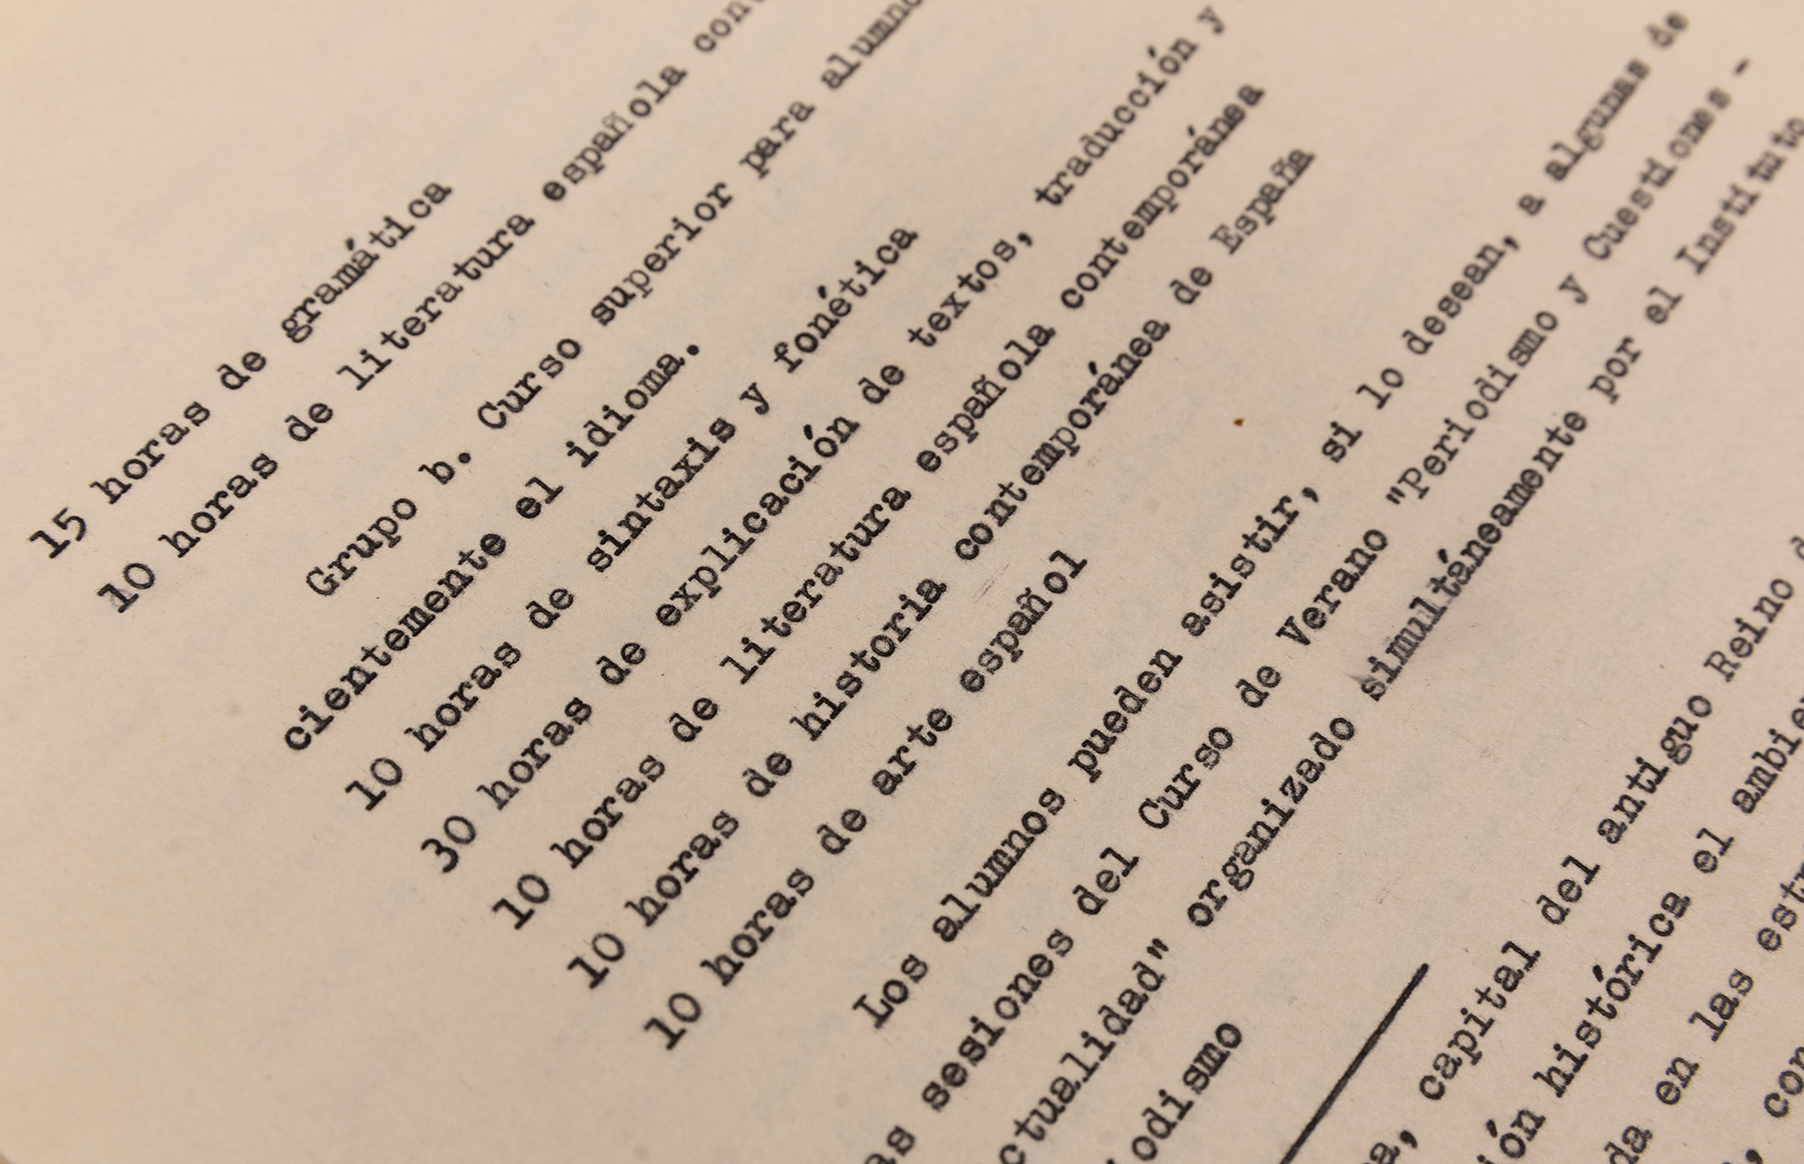 15 horas de gramática
10 horas de literatura española
Grupo b. Curso superior para
cientemente el idioma.
10 horas de sintaxis y fonética
30 horas de explicación de textos, traducción y
10 horas de literatura española contemporánea
10 horas de historia contemporánea de España
10 horas de arte español
Los alumnos pueden asistir, si lo desean, a algunas de
as sesiones del Curso de Verano "Periodismo y Cuestiones -
ctualidad" organizado simultáneamente por el Instituto
iodismo
a, capital del antiguo Reino d
ión histórica el ambie
da en las estr
, con